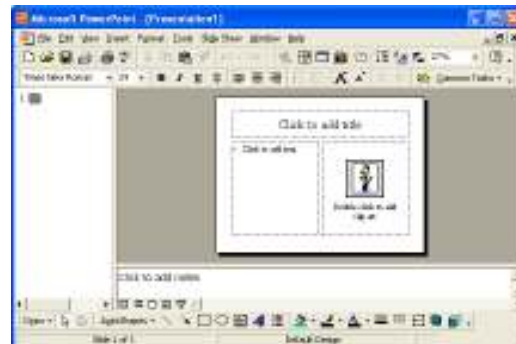 Microsoft PowerPoint - [Presentation1]
File Edit View Insert Format Tools Slide Show Window Help
Times New Roman
Common Tasks
1
Click to add title
Click to add text
Double click to add
clip art
Click to add notes
Draw
AutoShapes
Slide 1 of 1
Default Design